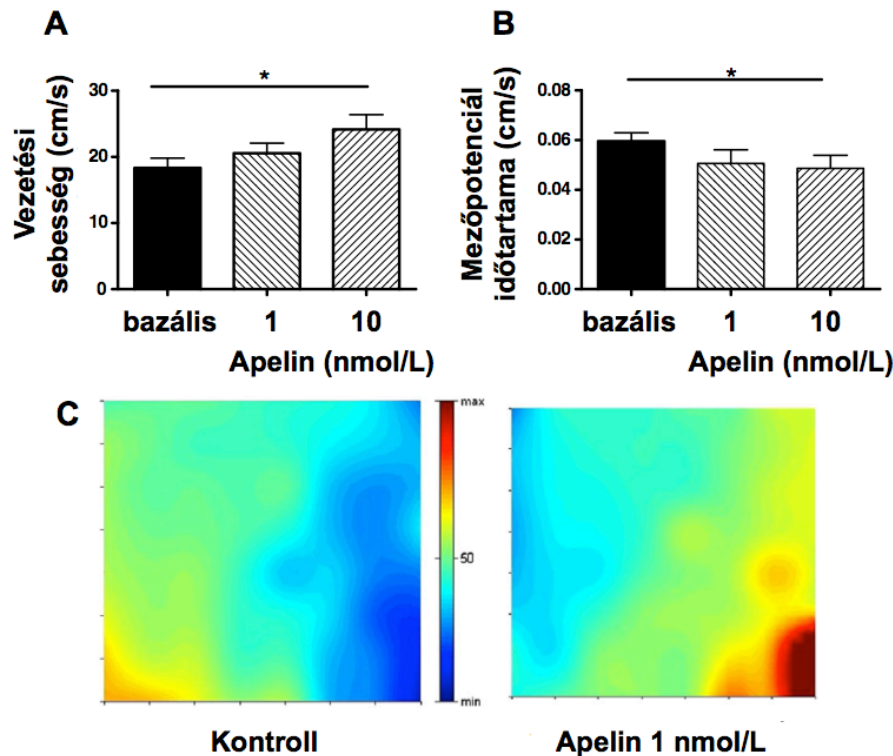 A
B
Vezetési
sebesség (cm/s)
30
20
10
0
*
bazális 1 10
Apelin (nmol/L)
Mezőpotenciál
időtartama (cm/s)
0.08
0.06
0.04
0.02
0.00
*
bazális 1 10
Apelin (nmol/L)
C
max
50
min
Kontroll
Apelin 1 nmol/L